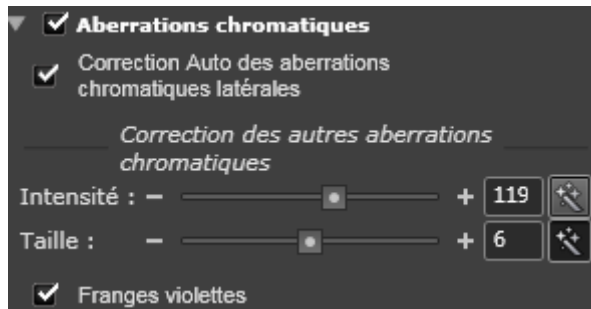 Aberrations chromatiques
Correction Auto des aberrations
chromatiques latérales
Correction des autres aberrations
chromatiques
Intensité : − + 119
Taille : − + 6
Franges violettes